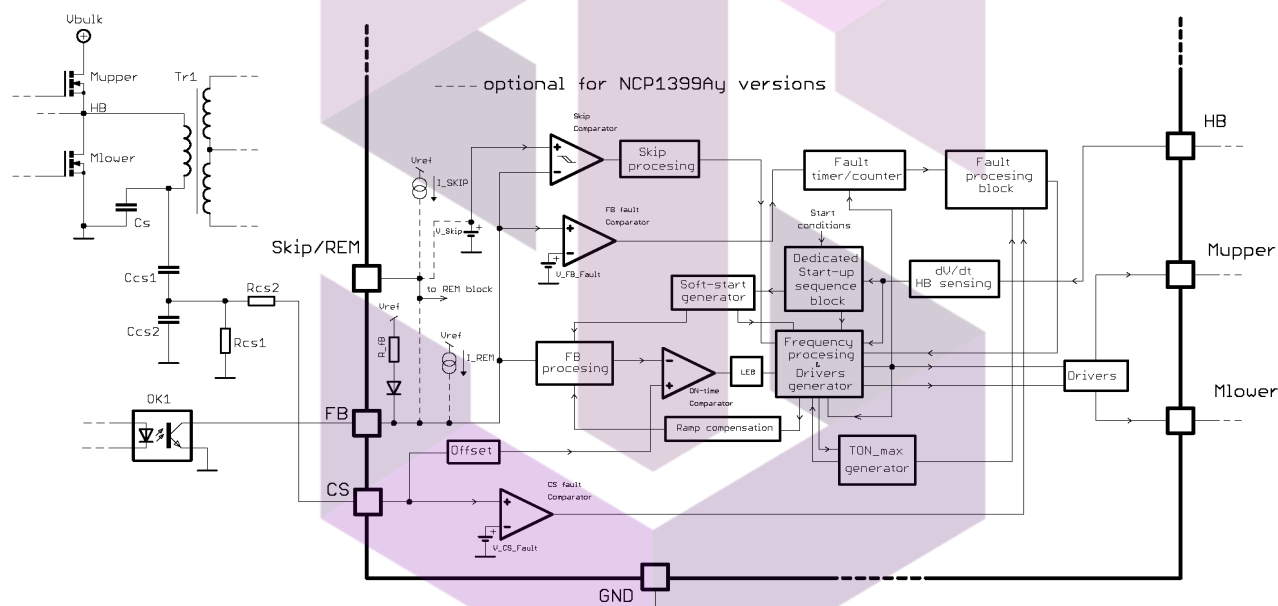 Vbulk
Mupper
Tr1
HB
Mlower
Cs
Ccs1
Rcs2
Ccs2
Rcs1
OK1
---- optional for NCP1399Ay versions
Skip
Comparator
Skip
procesing
Vref
I_SKIP
V_Skip
FB fault
Comparator
V_FB_Fault
Skip/REM
to REM block
Vref
R_fB
Vref
I_REM
FB
Offset
CS
CS fault
Comparator
V_CS_Fault
GND
Fault
timer/counter
Fault
procesing
block
Start
conditions
Dedicated
Start-up
sequence
block
dV/dt
HB sensing
Soft-start
generator
FB
procesing
ON-time
Comparator
LEB
Frequency
procesing
&
Drivers
generator
Ramp compensation
TON_max
generator
Drivers
HB
Mupper
Mlower